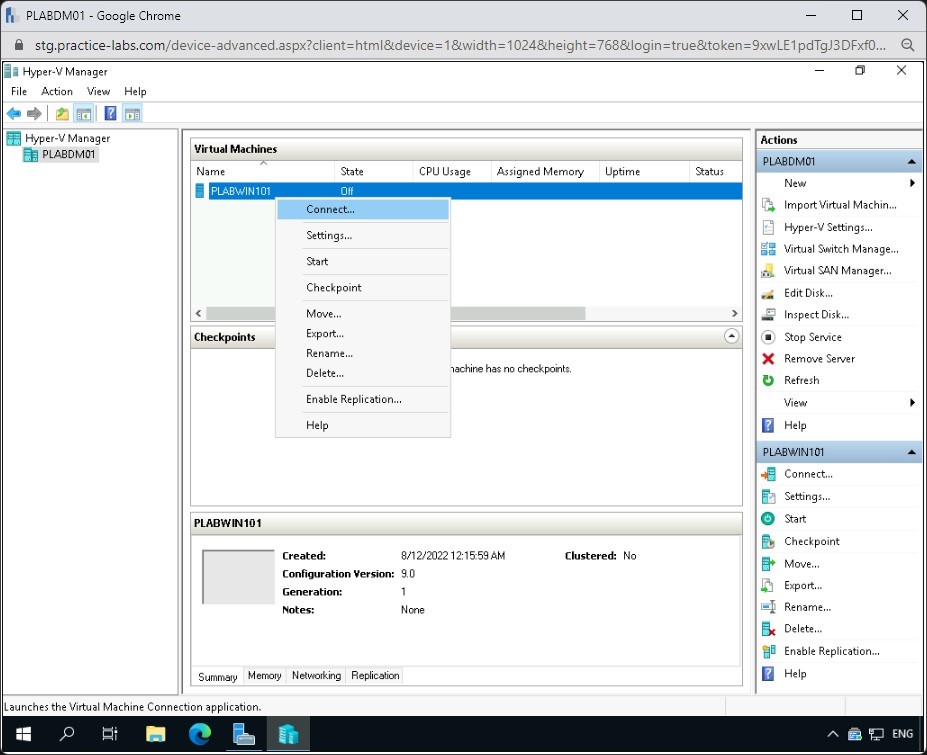 PLABDM01 - Google Chrome
stg.practice-labs.com/device-advanced.aspx?client=html&device=1&width=1024&height=768&login=true&token=9xwLE1pdTgJ3DFxf0...
Hyper-V Manager
File Action View Help
Hyper-V Manager
PLABDM01
Virtual Machines
Name State CPU Usage Assigned Memory Uptime Status
PLABWIN101 Off
Connect...
Settings...
Start
Checkpoint
Move...
Export...
Rename...
Delete...
Enable Replication...
Help
Checkpoints
machine has no checkpoints.
PLABWIN101
Created: 8/12/2022 12:15:59 AM Clustered: No
Configuration Version: 9.0
Generation: 1
Notes: None
Summary Memory Networking Replication
Actions
PLABDM01
New
Import Virtual Machin...
Hyper-V Settings...
Virtual Switch Manage...
Virtual SAN Manager...
Edit Disk...
Inspect Disk...
Stop Service
Remove Server
Refresh
View
Help
PLABWIN101
Connect...
Settings...
Start
Checkpoint
Move...
Export...
Rename...
Delete...
Enable Replication...
Help
Launches the Virtual Machine Connection application.
ENG